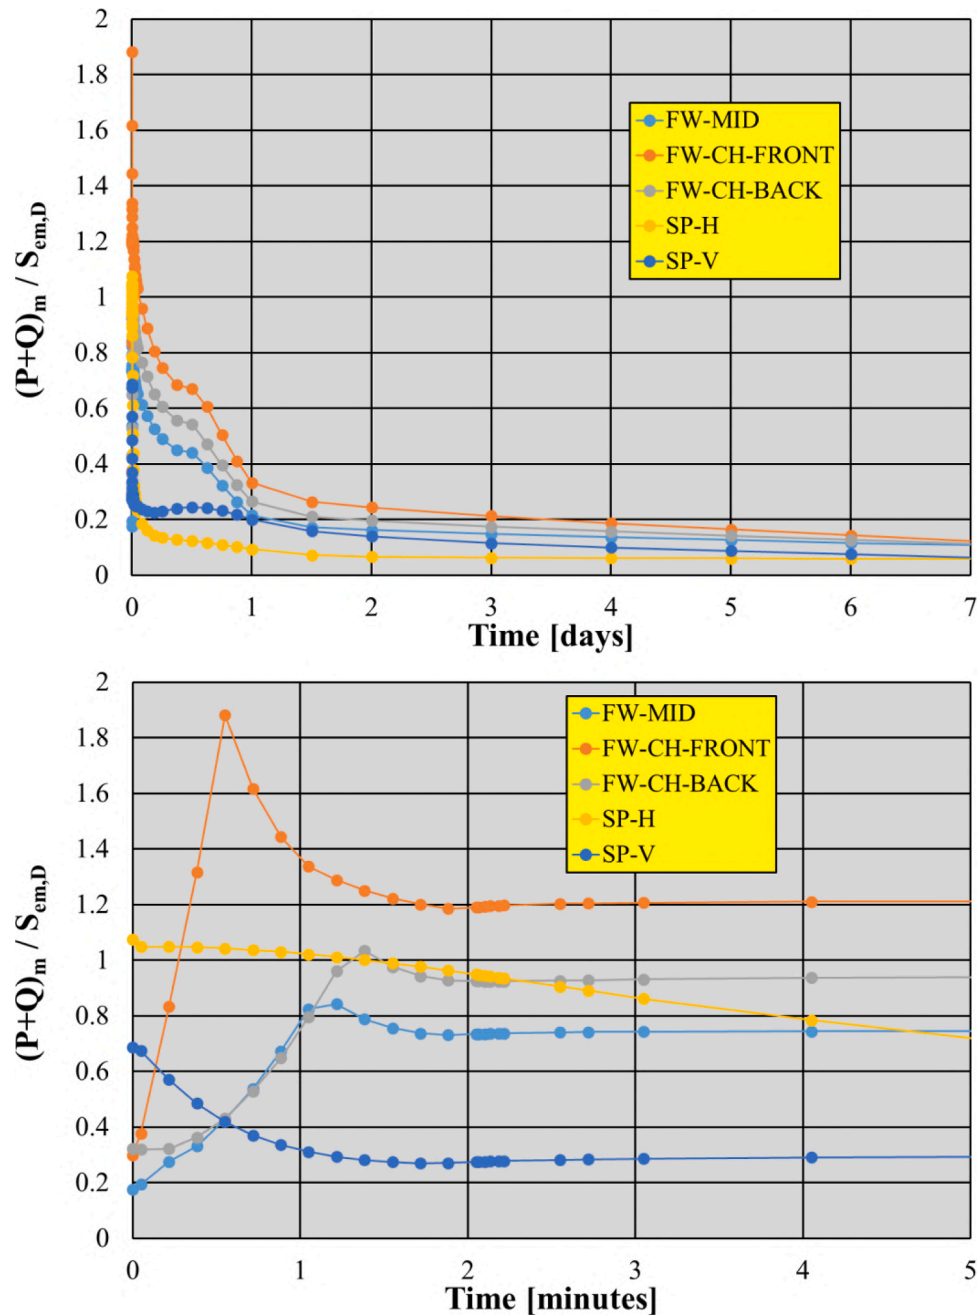 2
1.8
1.6
1.4
1.2
1
0.8
0.6
0.4
0.2
0
(P+Q)m / Sem,D
FW-MID
FW-CH-FRONT
FW-CH-BACK
SP-H
SP-V
0 1 2 3 4 5 6 7
Time [days]
2
1.8
1.6
1.4
1.2
1
0.8
0.6
0.4
0.2
0
(P+Q)m / Sem,D
FW-MID
FW-CH-FRONT
FW-CH-BACK
SP-H
SP-V
0 1 2 3 4 5
Time [minutes]